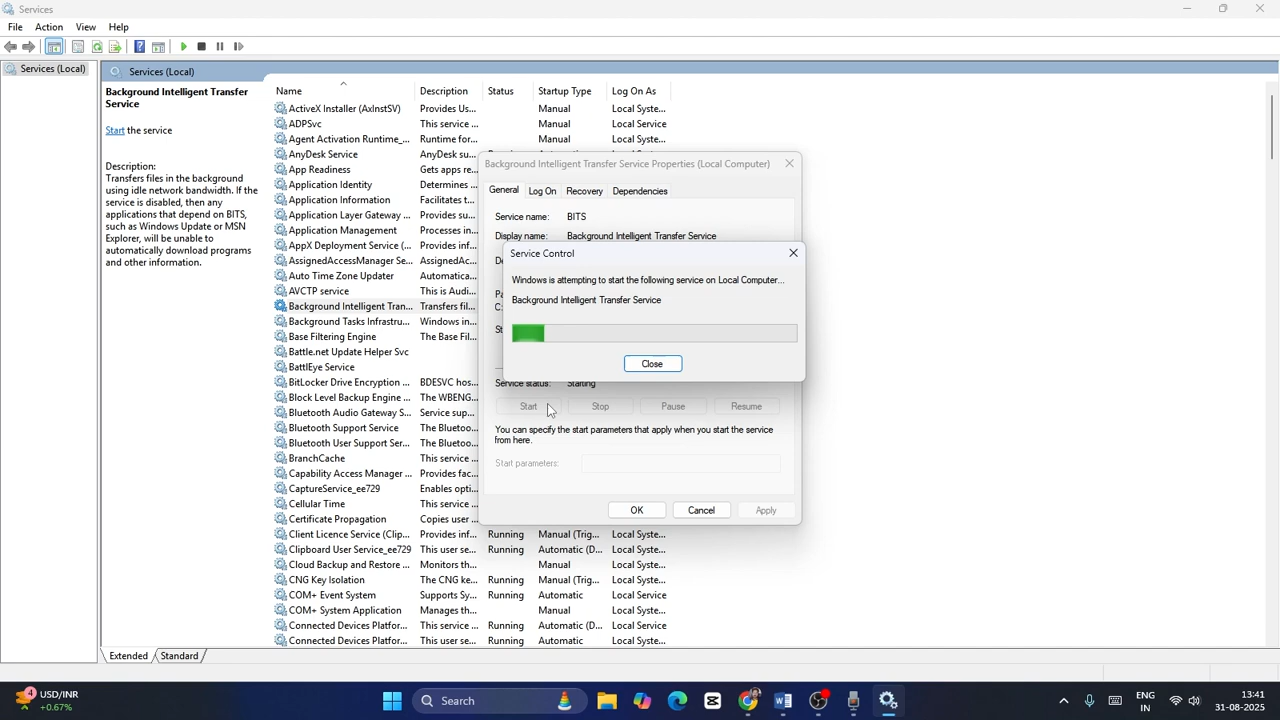 Services
File Action View Help
Services (Local)
Services (Local)
Background Intelligent Transfer
Service
Start the service
Description:
Transfers files in the background
using idle network bandwidth. If the
service is disabled, then any
applications that depend on BITS,
such as Windows Update or MSN
Explorer, will be unable to
automatically download programs
and other information.
Name Description Status Startup Type Log On As
ActiveX Installer (AxInstSV) Provides Us... Manual Local Syste...
ADPSvc This service ... Manual Local Service
Agent Activation Runtime_... Runtime for... Manual Local Syste...
AnyDesk Service AnyDesk su...
App Readiness Gets apps re...
Application Identity Determines ...
Application Information Facilitates t...
Application Layer Gateway ... Provides su...
Application Management Processes in...
AppX Deployment Service (... Provides inf...
AssignedAccessManager Se... AssignedAc...
Auto Time Zone Updater Automatica...
AVCTP service This is Audi...
Background Intelligent Tran... Transfers fil...
Background Tasks Infrastru... Windows in...
Base Filtering Engine The Base Fil...
Battle.net Update Helper Svc
BattlEye Service
BitLocker Drive Encryption ... BDESVC hos...
Block Level Backup Engine ... The WBENG...
Bluetooth Audio Gateway S... Service sup...
Bluetooth Support Service The Bluetoo...
Bluetooth User Support Ser... The Bluetoo...
BranchCache This service ...
Capability Access Manager ... Provides fac...
CaptureService_ee729 Enables opti...
Cellular Time This service ...
Certificate Propagation Copies user ...
Client Licence Service (Clip... Provides inf... Running Manual (Trig... Local Syste...
Clipboard User Service_ee729 This user se... Running Automatic (D... Local Syste...
Cloud Backup and Restore ... Monitors th... Manual Local Syste...
CNG Key Isolation The CNG ke... Running Manual (Trig... Local Syste...
COM+ Event System Supports Sy... Running Automatic Local Service
COM+ System Application Manages th... Manual Local Syste...
Connected Devices Platfor... This service ... Running Automatic (D... Local Service
Connected Devices Platfor... This user se... Running Automatic Local Syste...
Background Intelligent Transfer Service Properties (Local Computer)
General Log On Recovery Dependencies
Service name: BITS
Display name: Background Intelligent Transfer Service
Service Control
Windows is attempting to start the following service on Local Computer...
Background Intelligent Transfer Service
Close
Service status: Starting
Start Stop Pause Resume
You can specify the start parameters that apply when you start the service
from here.
Start parameters:
OK Cancel Apply
Extended Standard
4
USD/INR
+0.67%
Search
ENG
IN
13:41
31-08-2025